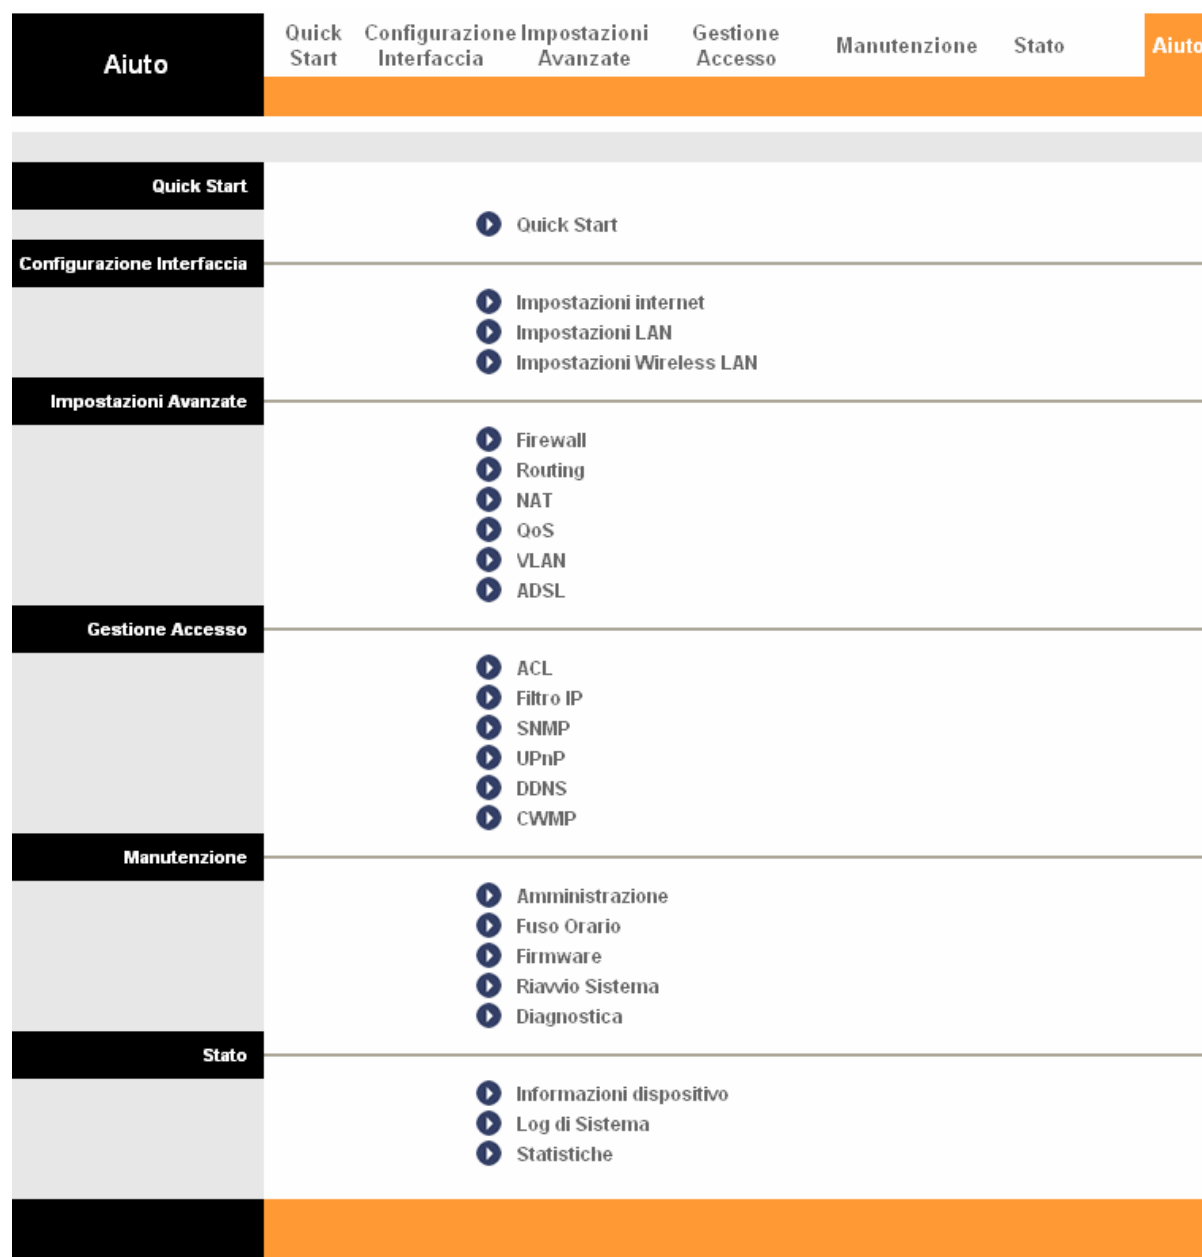 Aiuto
Quick Start
Configurazione Interfaccia
Impostazioni Avanzate
Gestione Accesso
Manutenzione
Stato
Aiuto
Quick Start
Quick Start
Configurazione Interfaccia
Impostazioni internet
Impostazioni LAN
Impostazioni Wireless LAN
Impostazioni Avanzate
Firewall
Routing
NAT
QoS
VLAN
ADSL
Gestione Accesso
ACL
Filtro IP
SNMP
UPnP
DDNS
CWMP
Manutenzione
Amministrazione
Fuso Orario
Firmware
Riavvio Sistema
Diagnostica
Stato
Informazioni dispositivo
Log di Sistema
Statistiche